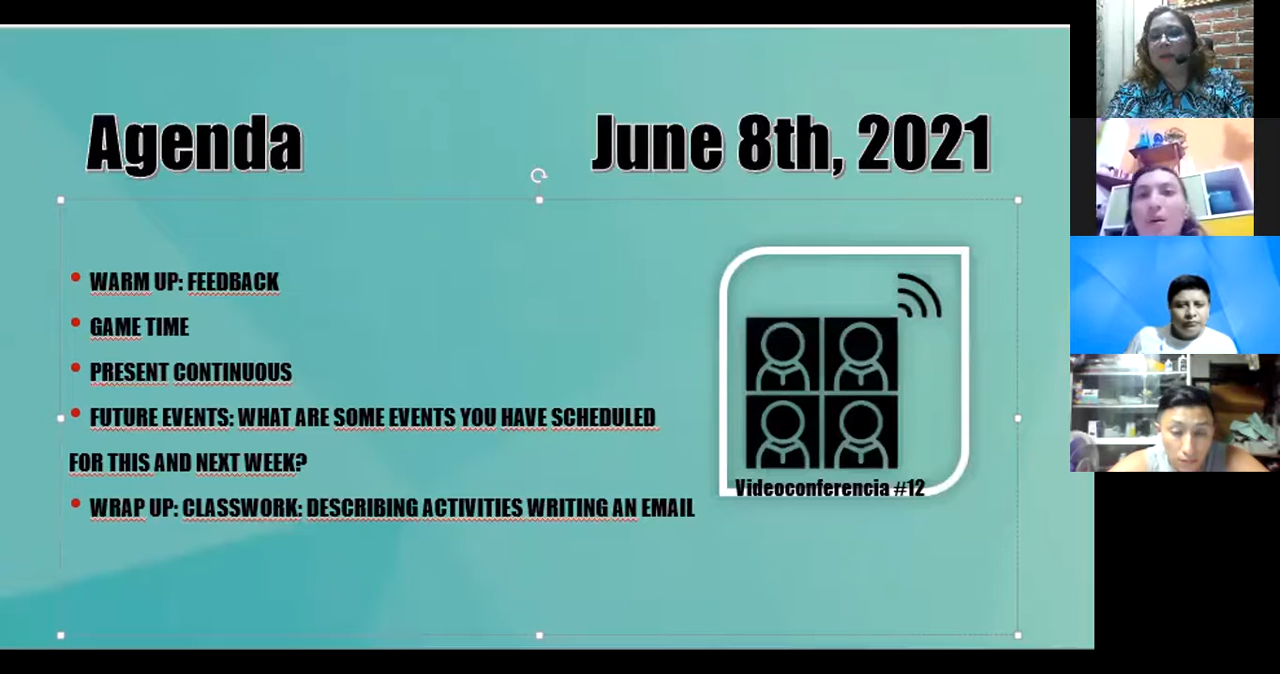 Agenda
June 8th, 2021
• WARM UP: FEEDBACK
• GAME TIME
• PRESENT CONTINUOUS
• FUTURE EVENTS: WHAT ARE SOME EVENTS YOU HAVE SCHEDULED
FOR THIS AND NEXT WEEK?
• WRAP UP: CLASSWORK: DESCRIBING ACTIVITIES WRITING AN EMAIL
Videoconferencia #12